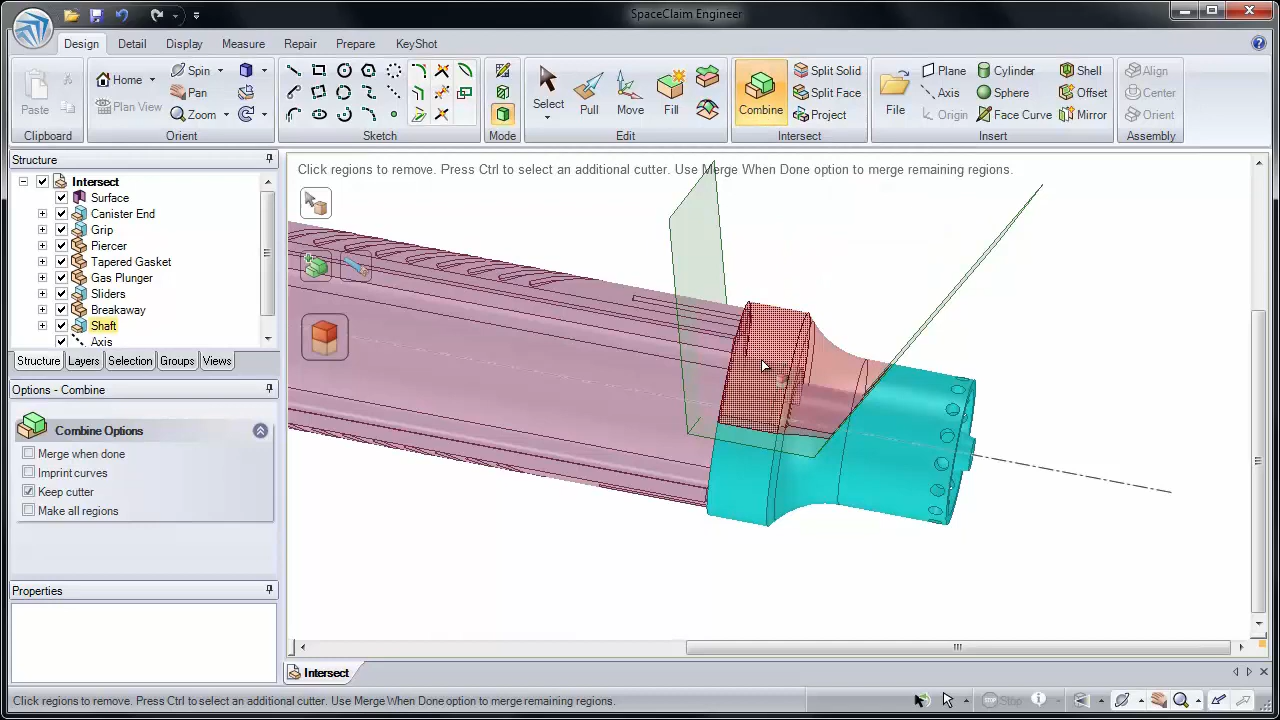 SpaceClaim Engineer
Design Detail Display Measure Repair Prepare KeyShot
Paste
Clipboard
Home
Plan View
Spin
Pan
Zoom
Orient
Sketch
Mode
Select
Pull
Move
Fill
Edit
Combine
Split Solid
Split Face
Project
Intersect
File
Plane
Axis
Origin
Cylinder
Sphere
Face Curve
Shell
Offset
Mirror
Insert
Align
Center
Orient
Assembly
Structure
Intersect
Surface
Canister End
Grip
Piercer
Tapered Gasket
Gas Plunger
Sliders
Breakaway
Shaft
Axis
Structure Layers Selection Groups Views
Options - Combine
Combine Options
Merge when done
Imprint curves
Keep cutter
Make all regions
Properties
Click regions to remove. Press Ctrl to select an additional cutter. Use Merge When Done option to merge remaining regions.
Intersect
Click regions to remove. Press Ctrl to select an additional cutter. Use Merge When Done option to merge remaining regions.
Stop